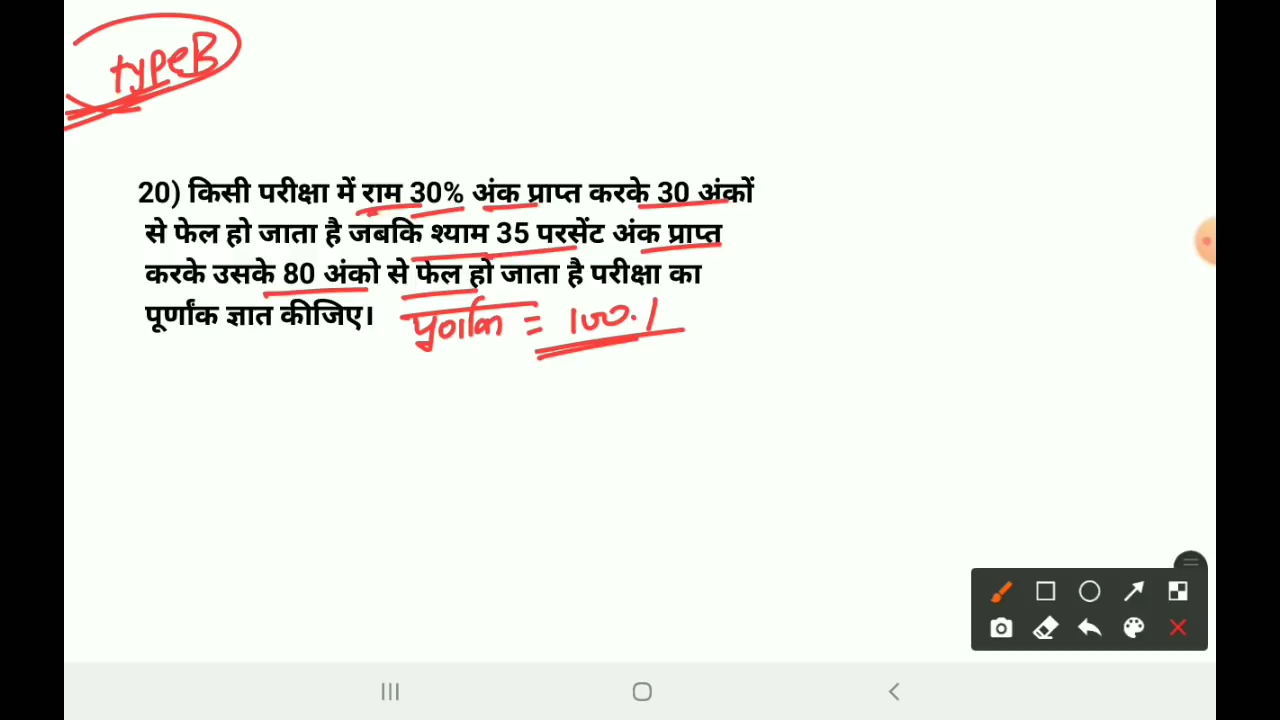 typeB
20) किसी परीक्षा में राम 30% अंक प्राप्त करके 30 अंकों
से फेल हो जाता है जबकि श्याम 35 परसेंट अंक प्राप्त
करके उसके 80 अंको से फेल हो जाता है परीक्षा का
पूर्णांक ज्ञात कीजिए।
पूर्णांक = 100.%